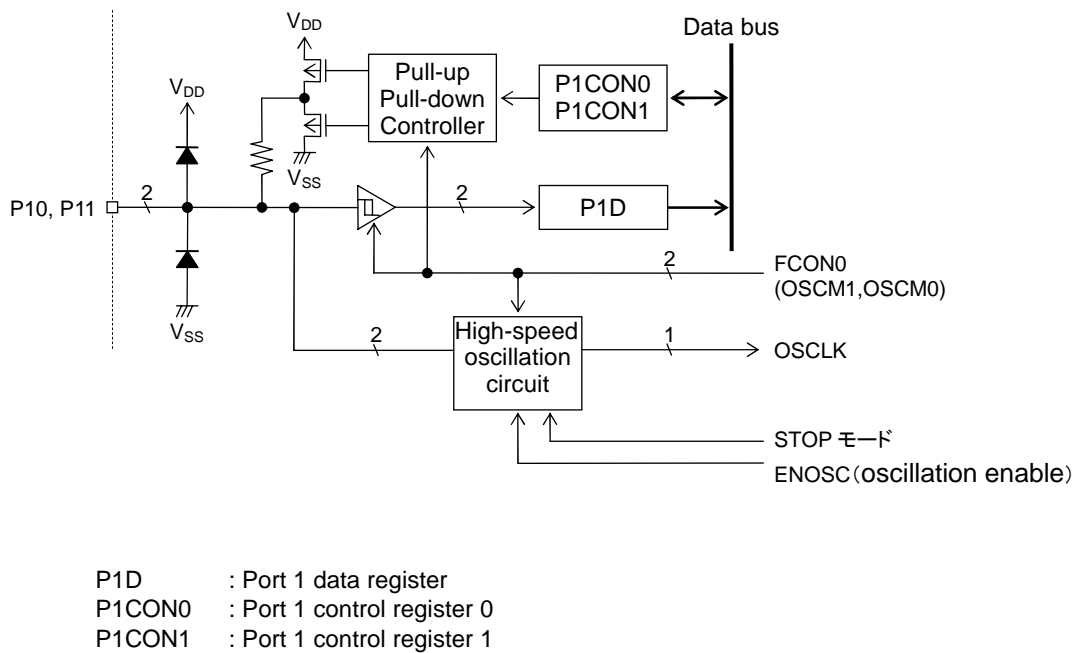 Data bus
VDD
Pull-up
Pull-down
Controller
P1CON0
P1CON1
VDD
VSS
P10, P11
2
2
P1D
2
FCON0
(OSCM1,OSCM0)
VSS
2
High-speed
oscillation
circuit
1
OSCLK
STOP モード
ENOSC（oscillation enable）
P1D : Port 1 data register
P1CON0 : Port 1 control register 0
P1CON1 : Port 1 control register 1